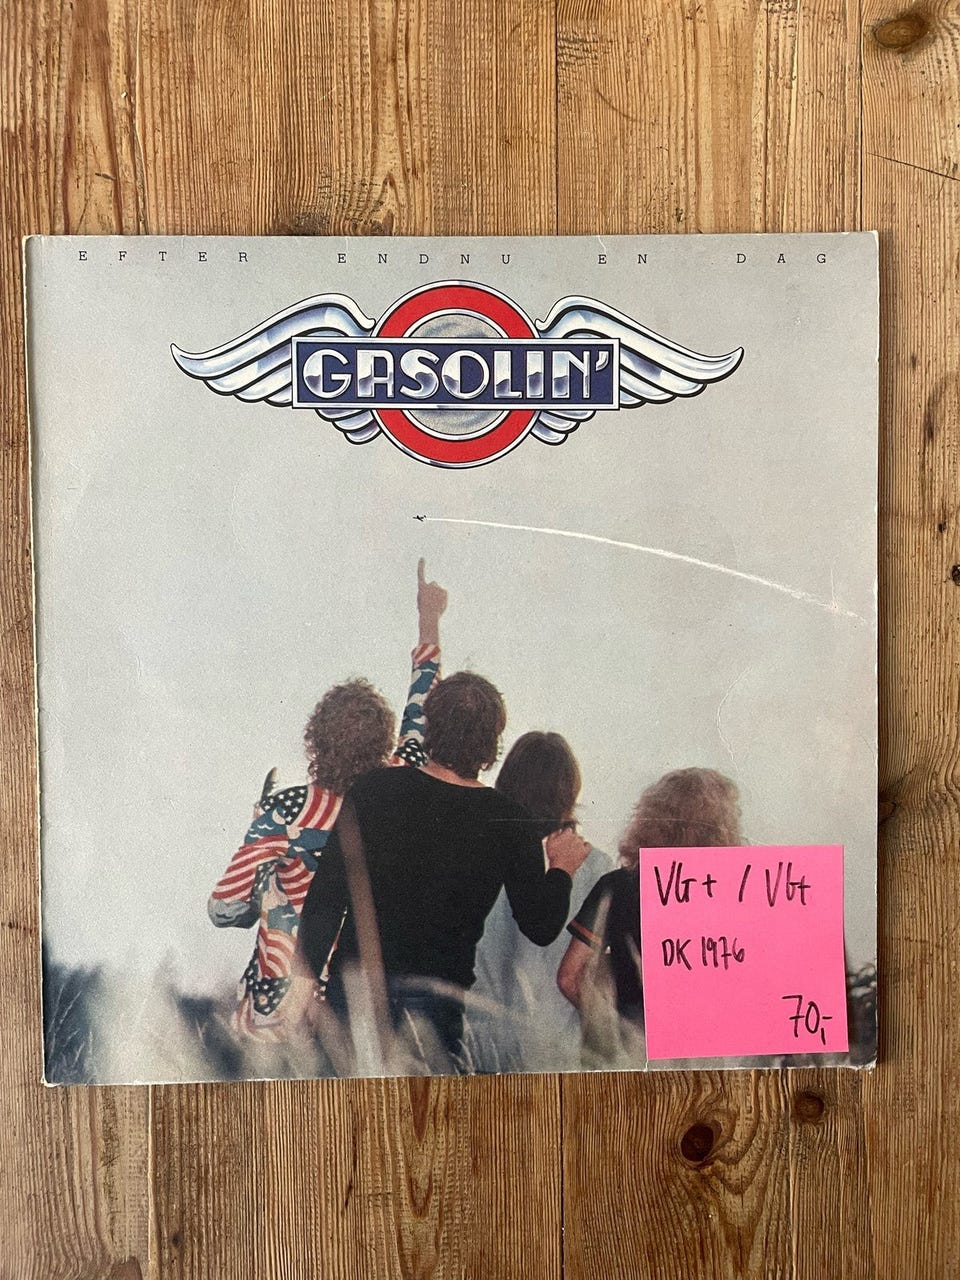 EFTER ENDNU EN DAG
GASOLIN'
VG+ / VG+
DK 1976
70,-